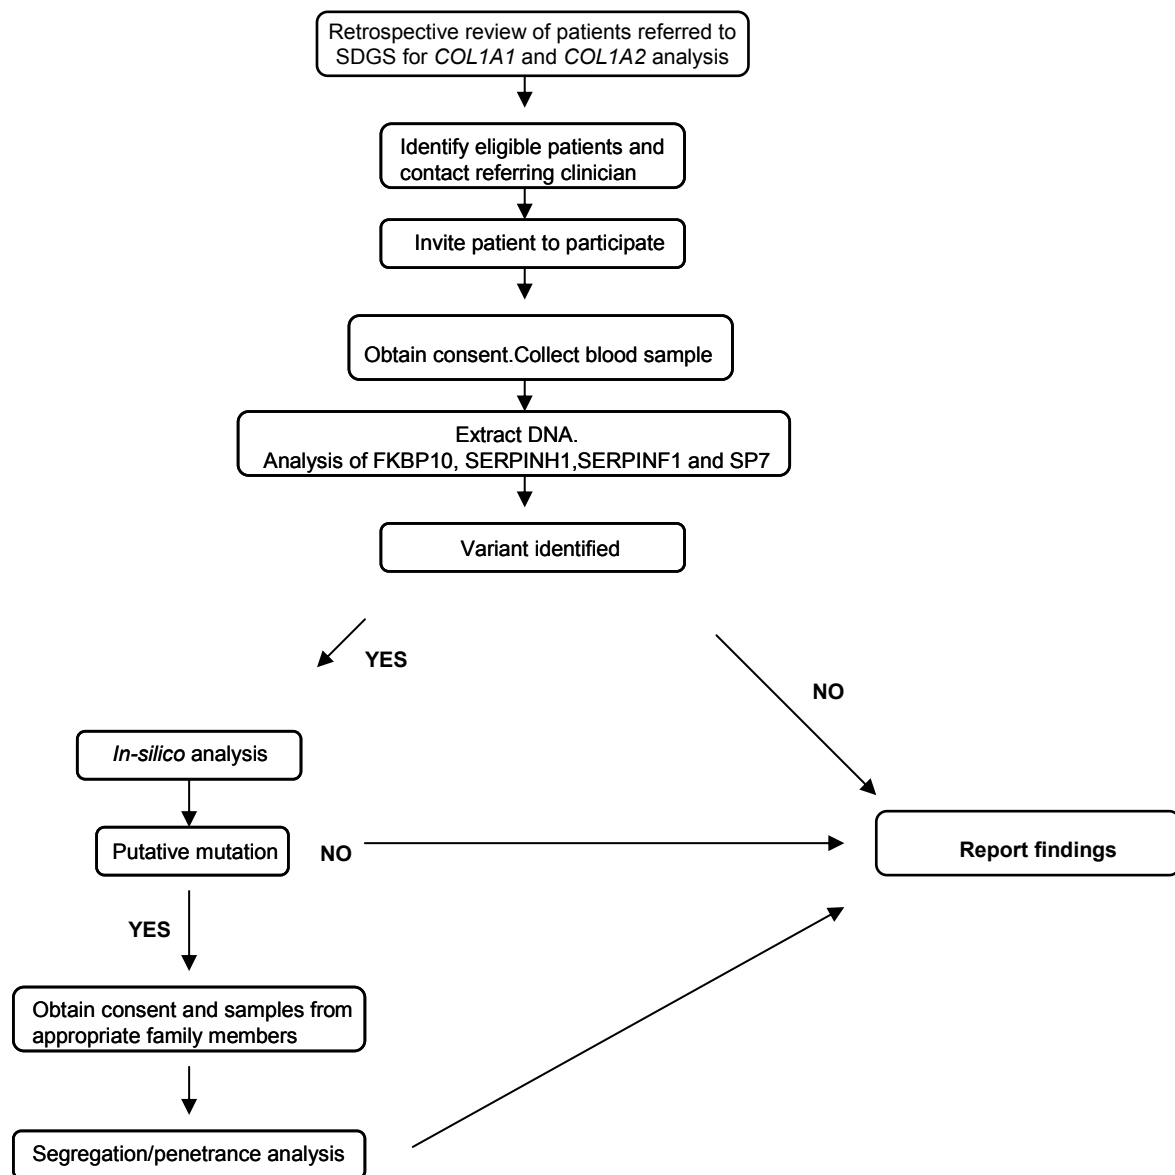 Retrospective review of patients referred to
SDGS for COL1A1 and COL1A2 analysis
Identify eligible patients and
contact referring clinician
Invite patient to participate
Obtain consent.Collect blood sample
Extract DNA.
Analysis of FKBP10, SERPINH1,SERPINF1 and SP7
Variant identified
YES
NO
In-silico analysis
Putative mutation
NO
Report findings
YES
Obtain consent and samples from
appropriate family members
Segregation/penetrance analysis